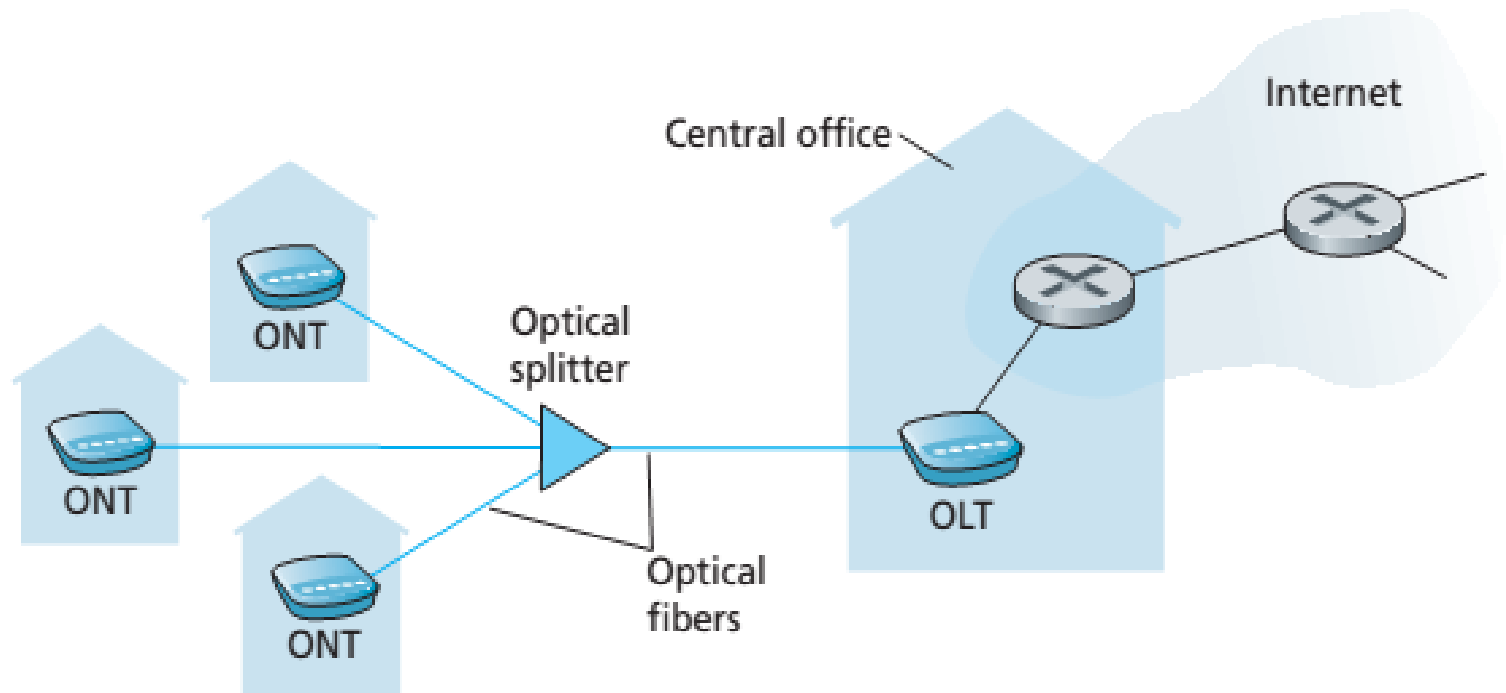 Internet
Central office
ONT
Optical
splitter
ONT
OLT
Optical
fibers
ONT